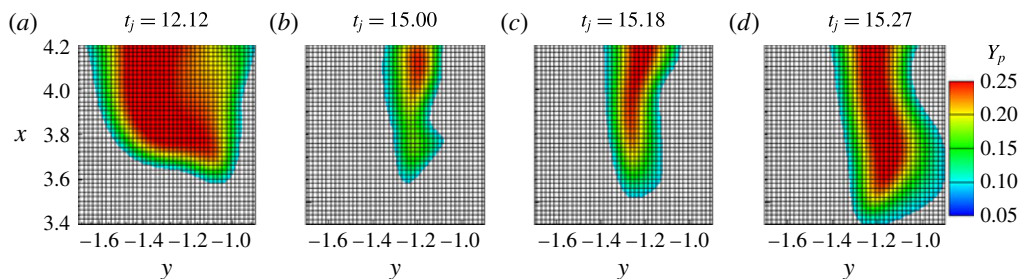 (a) t_j = 12.12 (b) t_j = 15.00 (c) t_j = 15.18 (d) t_j = 15.27
4.2
4.0
x 3.8
3.6
3.4
−1.6 −1.4 −1.2 −1.0 −1.6 −1.4 −1.2 −1.0 −1.6 −1.4 −1.2 −1.0 −1.6 −1.4 −1.2 −1.0
y y y y
Y_p
0.25
0.20
0.15
0.10
0.05